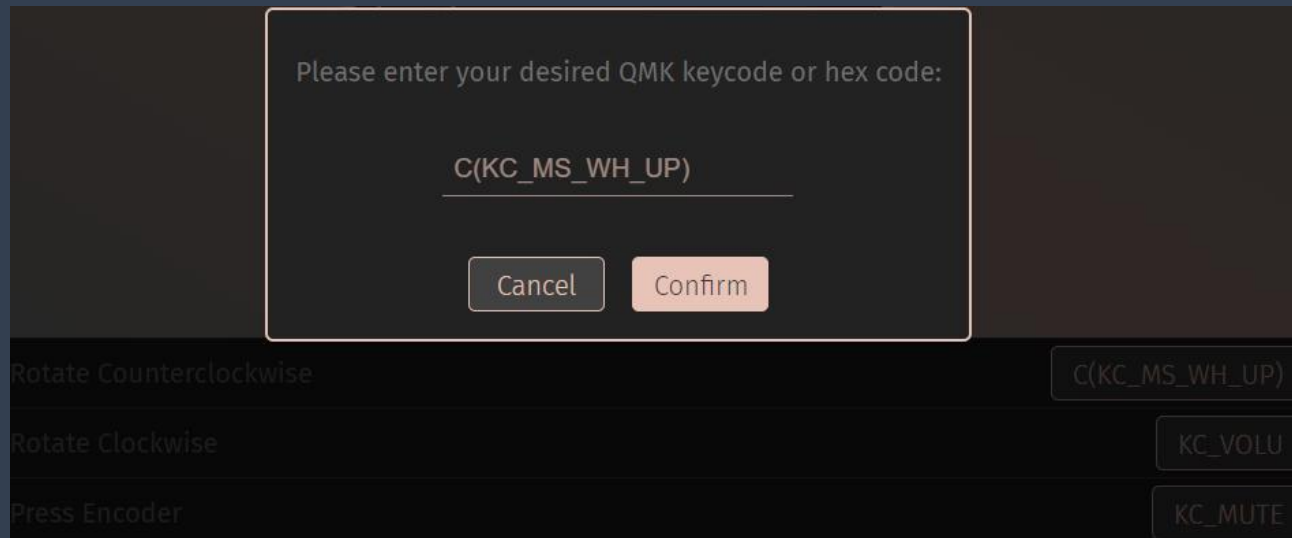 Please enter your desired QMK keycode or hex code:
C(KC_MS_WH_UP)
Cancel Confirm
Rotate Counterclockwise C(KC_MS_WH_UP)
Rotate Clockwise KC_VOLU
Press Encoder KC_MUTE